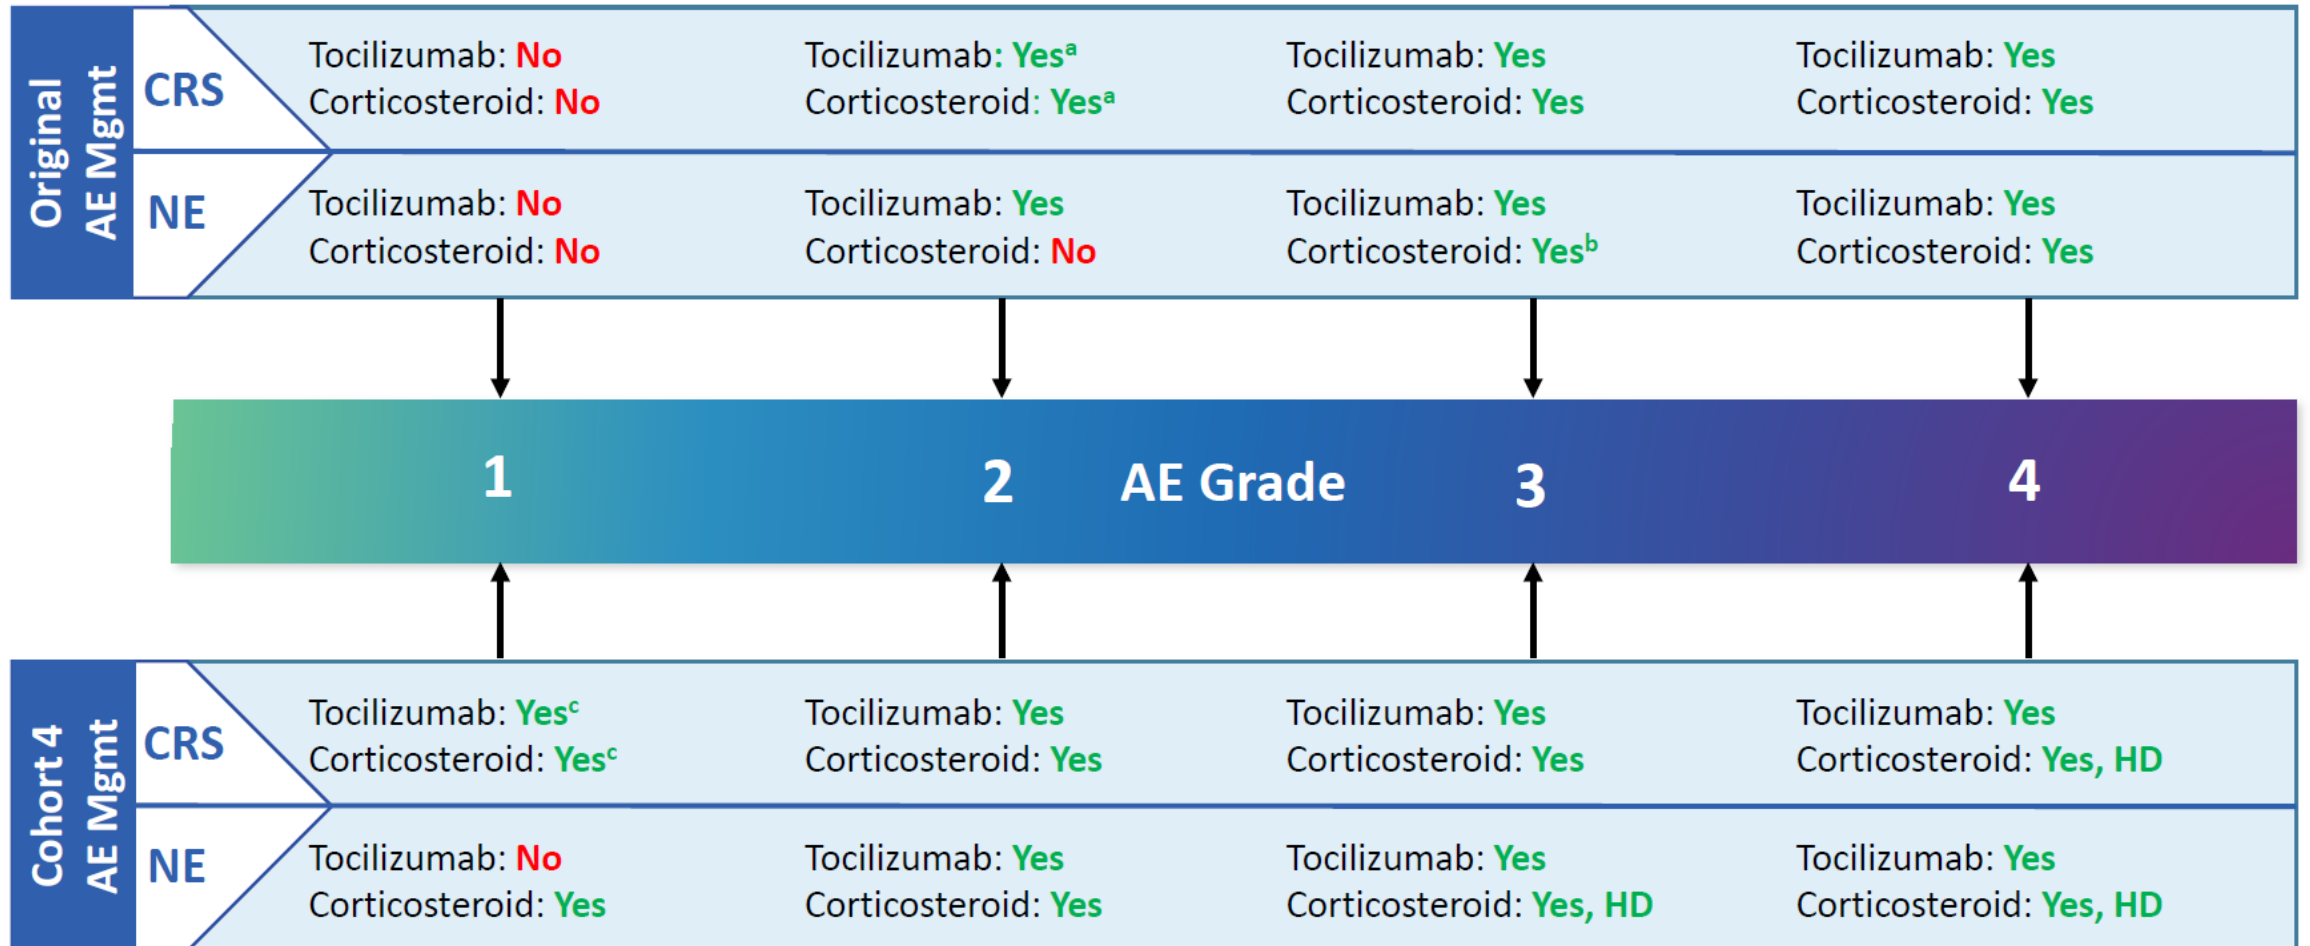 Original
AE Mgmt
CRS
Tocilizumab: No
Corticosteroid: No
Tocilizumab: Yesᵃ
Corticosteroid: Yesᵃ
Tocilizumab: Yes
Corticosteroid: Yes
Tocilizumab: Yes
Corticosteroid: Yes
NE
Tocilizumab: No
Corticosteroid: No
Tocilizumab: Yes
Corticosteroid: No
Tocilizumab: Yes
Corticosteroid: Yesᵇ
Tocilizumab: Yes
Corticosteroid: Yes
1
2
AE Grade
3
4
Cohort 4
AE Mgmt
CRS
Tocilizumab: Yesᶜ
Corticosteroid: Yesᶜ
Tocilizumab: Yes
Corticosteroid: Yes
Tocilizumab: Yes
Corticosteroid: Yes
Tocilizumab: Yes
Corticosteroid: Yes, HD
NE
Tocilizumab: No
Corticosteroid: Yes
Tocilizumab: Yes
Corticosteroid: Yes
Tocilizumab: Yes
Corticosteroid: Yes, HD
Tocilizumab: Yes
Corticosteroid: Yes, HD